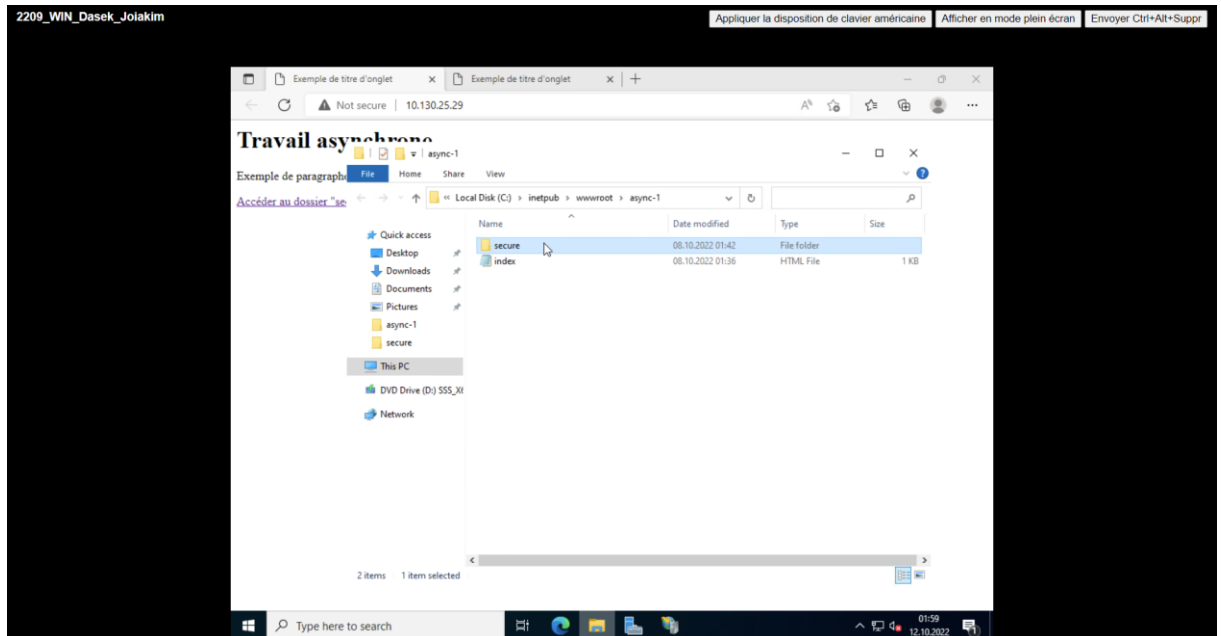 2209_WIN_Dasek_Joiakim
Appliquer la disposition de clavier américaine
Afficher en mode plein écran
Envoyer Ctrl+Alt+Suppr
Exemple de titre d'onglet
Exemple de titre d'onglet
Not secure
10.130.25.29
Travail asynchrone
async-1
Exemple de paragraphe
File Home Share View
Accéder au dossier "se
« Local Disk (C:) › inetpub › wwwroot › async-1
Name Date modified Type Size
Quick access
secure 08.10.2022 01:42 File folder
Desktop
index 08.10.2022 01:36 HTML File 1 KB
Downloads
Documents
Pictures
async-1
secure
This PC
DVD Drive (D:) SSS_X6
Network
2 items 1 item selected
Type here to search
01:59
12.10.2022